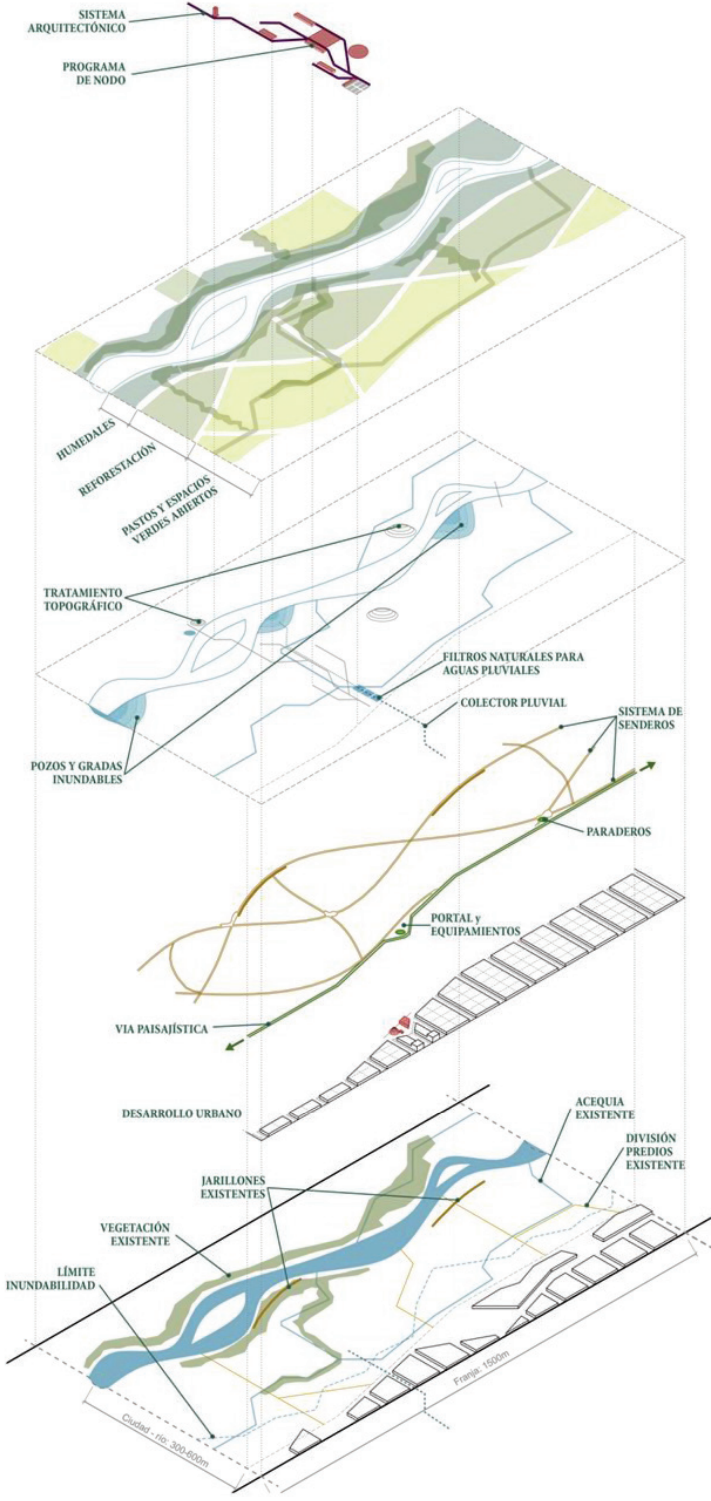 SISTEMA
ARQUITECTÓNICO
PROGRAMA
DE NODO
HUMEDALES
REFORESTACIÓN
PASTOS Y ESPACIOS
VERDES ABIERTOS
TRATAMIENTO
TOPOGRÁFICO
FILTROS NATURALES PARA
AGUAS PLUVIALES
COLECTOR PLUVIAL
SISTEMA DE
SENDEROS
POZOS Y GRADAS
INUNDABLES
PARADEROS
PORTAL y
EQUIPAMIENTOS
VIA PAISAJÍSTICA
DESARROLLO URBANO
ACEQUIA
EXISTENTE
DIVISIÓN
PREDIOS
EXISTENTE
JARILLONES
EXISTENTES
VEGETACIÓN
EXISTENTE
LÍMITE
INUNDABILIDAD
Franja: 1500m
Ciudad - río: 300-600m